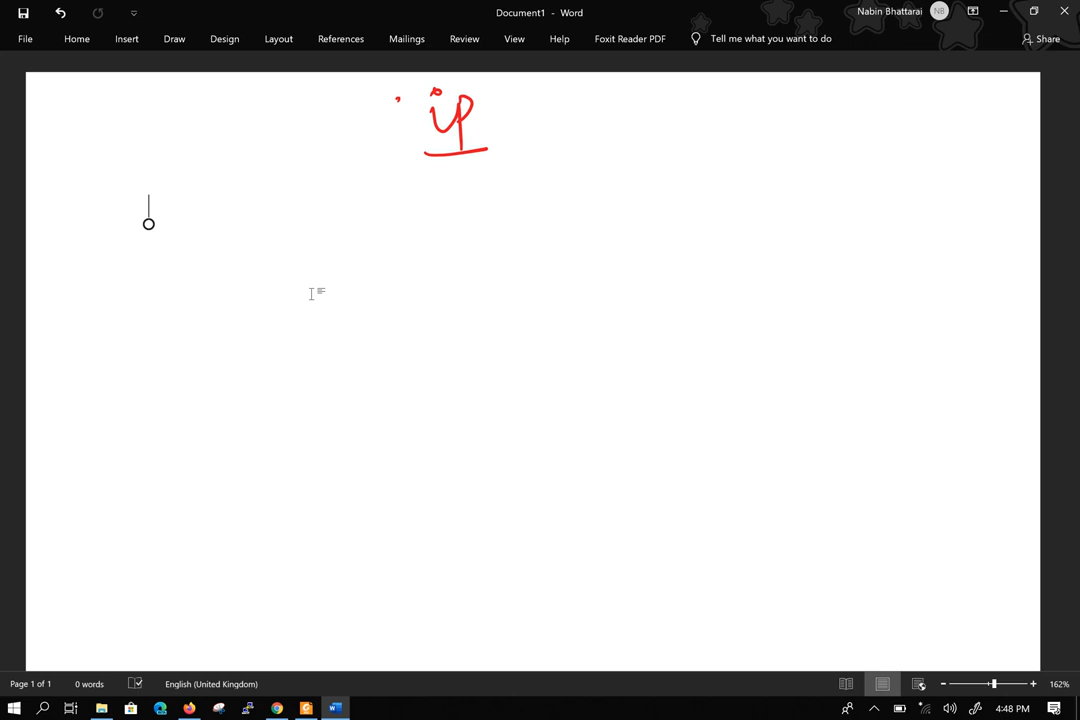 Document1 - Word
Nabin Bhattarai
NB
File Home Insert Draw Design Layout References Mailings Review View Help Foxit Reader PDF Tell me what you want to do Share
ip
Page 1 of 1 0 words English (United Kingdom) 162%
4:48 PM